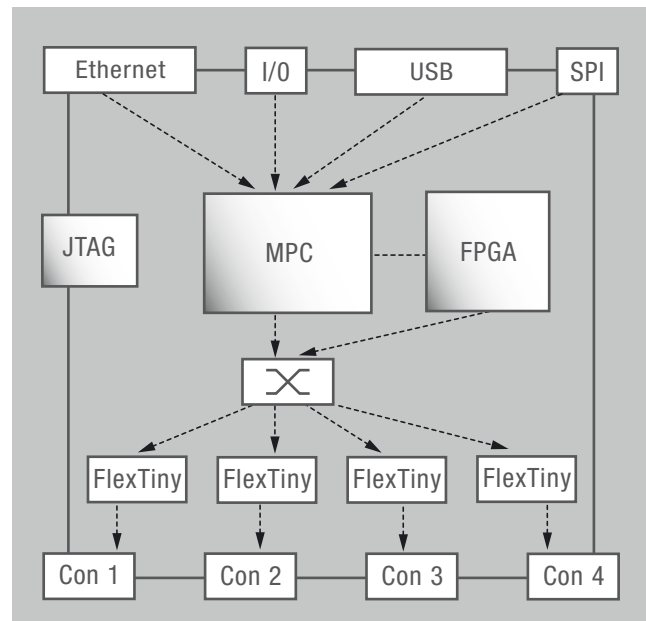 Ethernet
I/0
USB
SPI
JTAG
MPC
FPGA
FlexTiny
FlexTiny
FlexTiny
FlexTiny
Con 1
Con 2
Con 3
Con 4